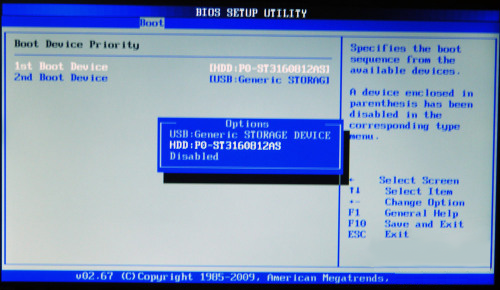 BIOS SETUP UTILITY
Boot
Boot Device Priority
1st Boot Device [HDD:P0-ST3160812AS]
2nd Boot Device [USB:Generic STORAG]
Options
USB:Generic STORAGE DEVICE
HDD:P0-ST3160812AS
Disabled
Specifies the boot
sequence from the
available devices.
A device enclosed in
parenthesis has been
disabled in the
corresponding type
menu.
← Select Screen
↑↓ Select Item
+- Change Option
F1 General Help
F10 Save and Exit
ESC Exit
v02.67 (C)Copyright 1985-2009, American Megatrends,